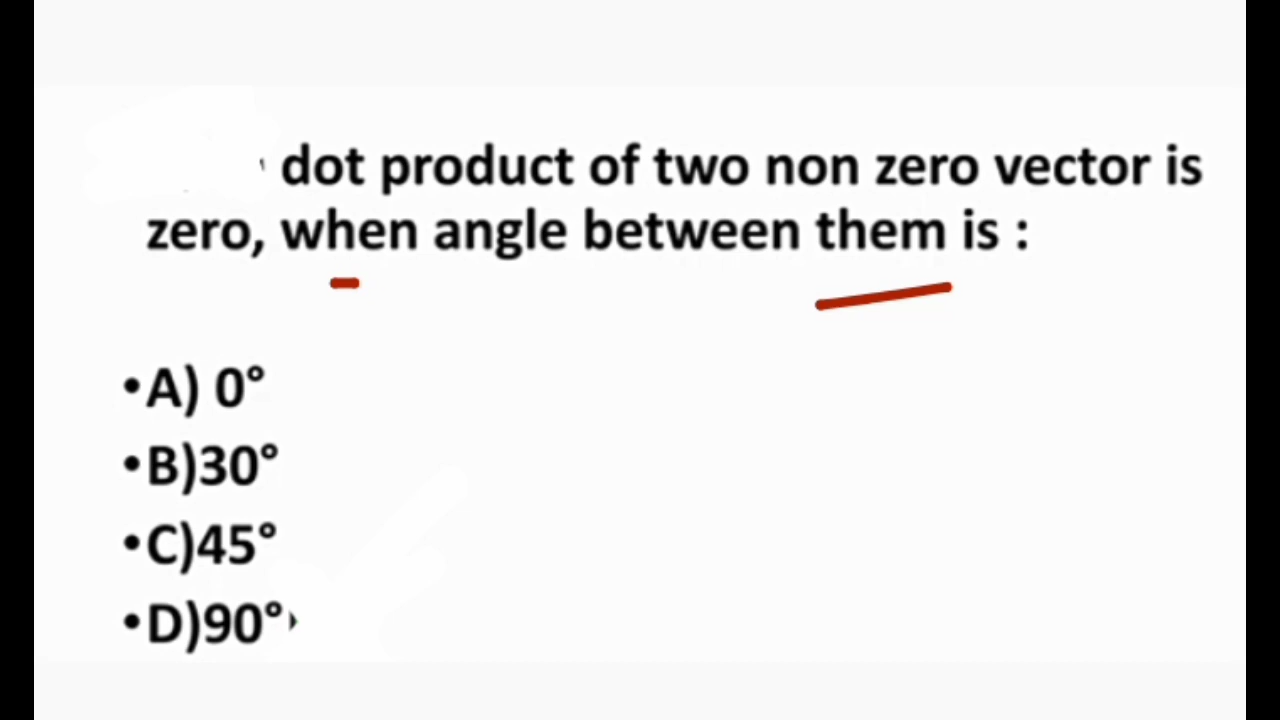 dot product of two non zero vector is
zero, when angle between them is :
•A) 0°
•B)30°
•C)45°
•D)90°